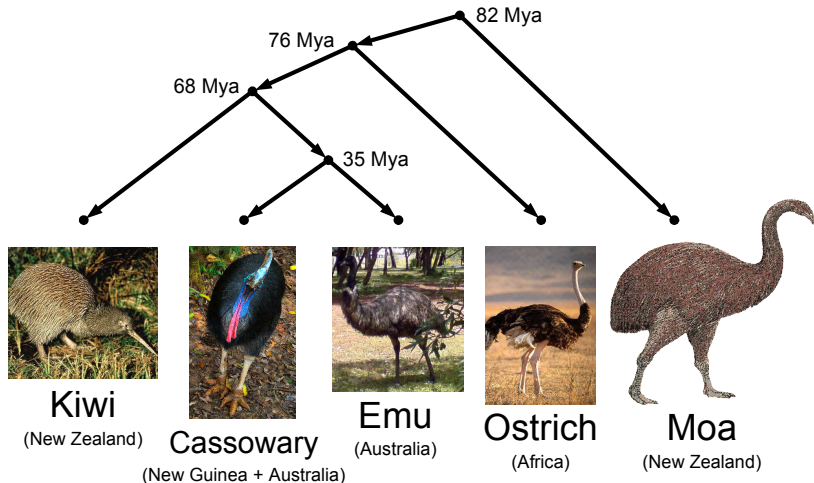 82 Mya
76 Mya
68 Mya
35 Mya
Kiwi
(New Zealand)
Cassowary
(New Guinea + Australia)
Emu
(Australia)
Ostrich
(Africa)
Moa
(New Zealand)